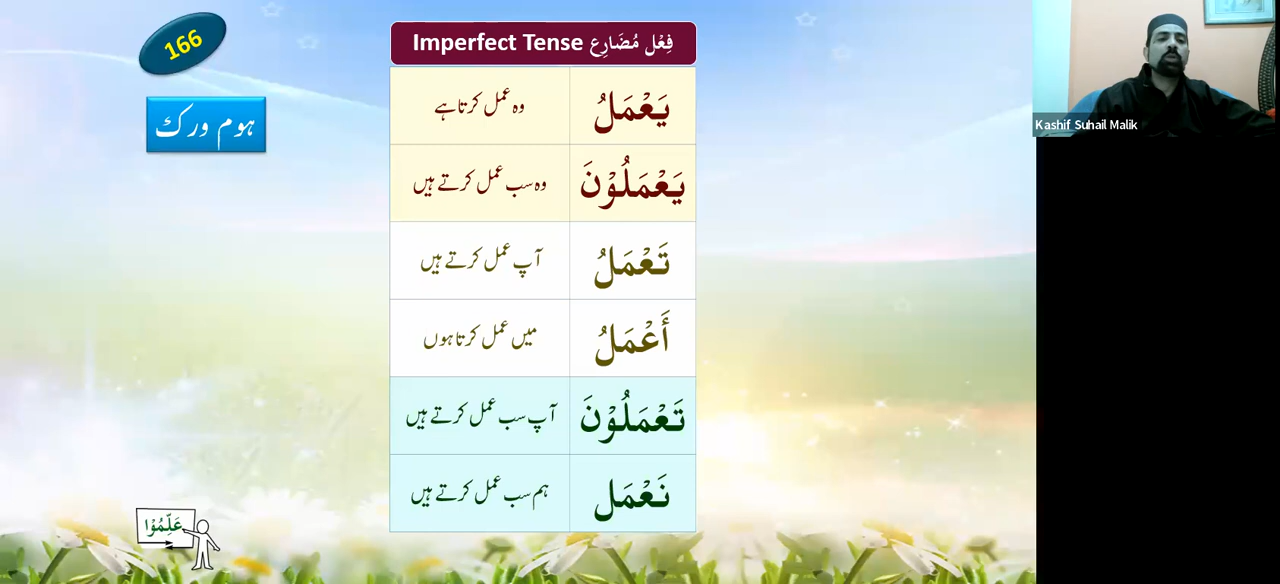 166
ہوم ورک
Imperfect Tense فِعْل مُضَارِع
يَعْمَلُ وہ عمل کرتا ہے
يَعْمَلُوْنَ وہ سب عمل کرتے ہیں
تَعْمَلُ آپ عمل کرتے ہیں
أَعْمَلُ میں عمل کرتا ہوں
تَعْمَلُوْنَ آپ سب عمل کرتے ہیں
نَعْمَل ہم سب عمل کرتے ہیں
عَلِّمُوْا
Kashif Suhail Malik